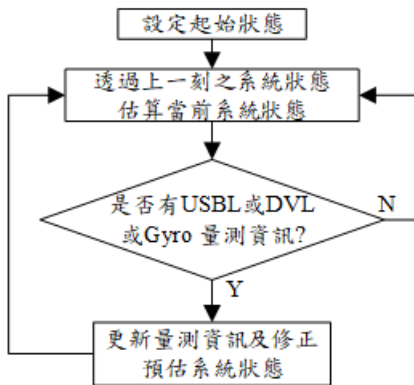 設定起始狀態
透過上一刻之系統狀態
估算當前系統狀態
是否有USBL或DVL
或Gyro 量測資訊?
N
Y
更新量測資訊及修正
預估系統狀態